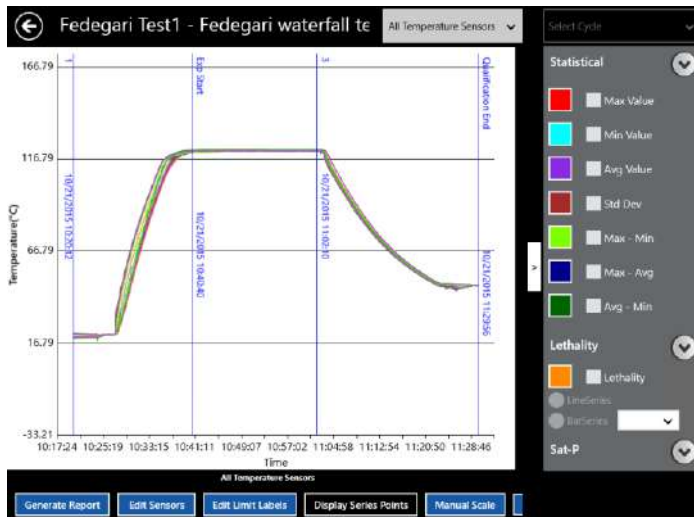 Fedegari Test1 - Fedegari waterfall te
All Temperature Sensors
Select Cycle
166.79
116.79
66.79
16.79
-33.21
Temperature(°C)
1
10/21/2015 10:20:12
Exp Start
10/21/2015 10:40:40
3
10/21/2015 11:02:10
Qualification End
10/21/2015 11:29:56
10:17:24 10:25:19 10:33:15 10:41:11 10:49:07 10:57:02 11:04:58 11:12:54 11:20:50 11:28:46
Time
All Temperature Sensors
Generate Report
Edit Sensors
Edit Limit Labels
Display Series Points
Manual Scale
>
Statistical
Max Value
Min Value
Avg Value
Std Dev
Max - Min
Max - Avg
Avg - Min
Lethality
Lethality
LineSeries
BarSeries
Sat-P